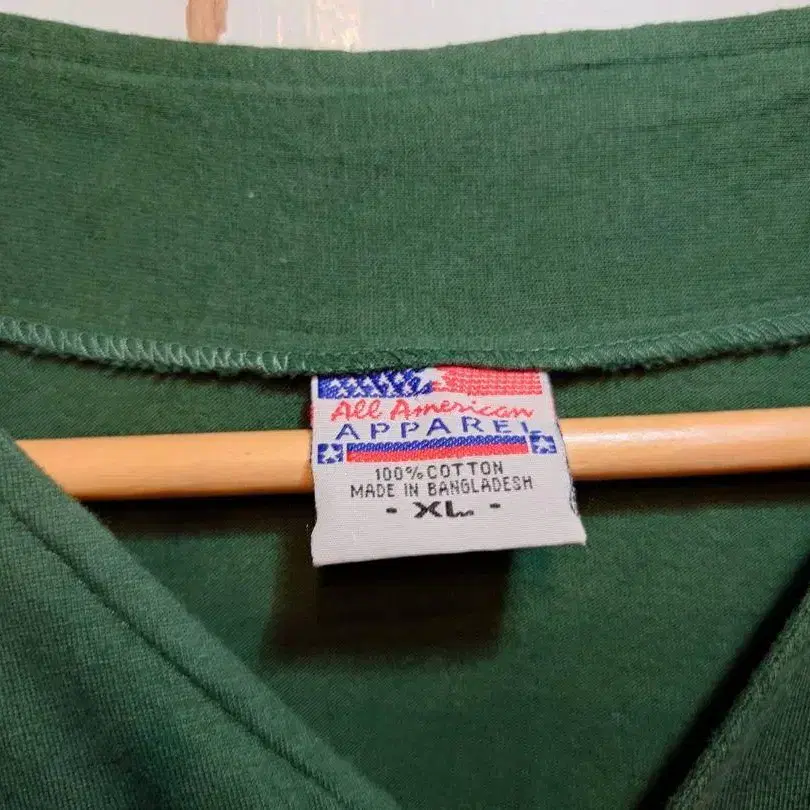 All American
APPAREL
100% COTTON
MADE IN BANGLADESH
- XL -